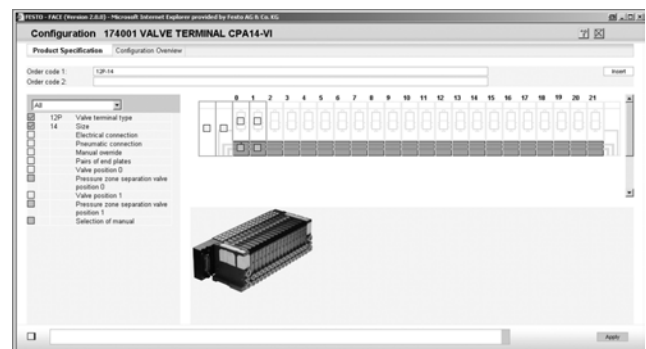 FESTO - FACE (Version 2.0.0) - Microsoft Internet Explorer provided by Festo AG & Co. KG
Configuration 174001 VALVE TERMINAL CPA14-VI
Product Specification Configuration Overview
Order code 1: 12P-14 Insert
Order code 2:
All
0 1 2 3 4 5 6 7 8 9 10 11 12 13 14 15 16 17 18 19 20 21
12P Valve terminal type
14 Size
Electrical connection
Pneumatic connection
Manual override
Pairs of end plates
Valve position 0
Pressure zone separation valve
position 0
Valve position 1
Pressure zone separation valve
position 1
Selection of manual
Apply